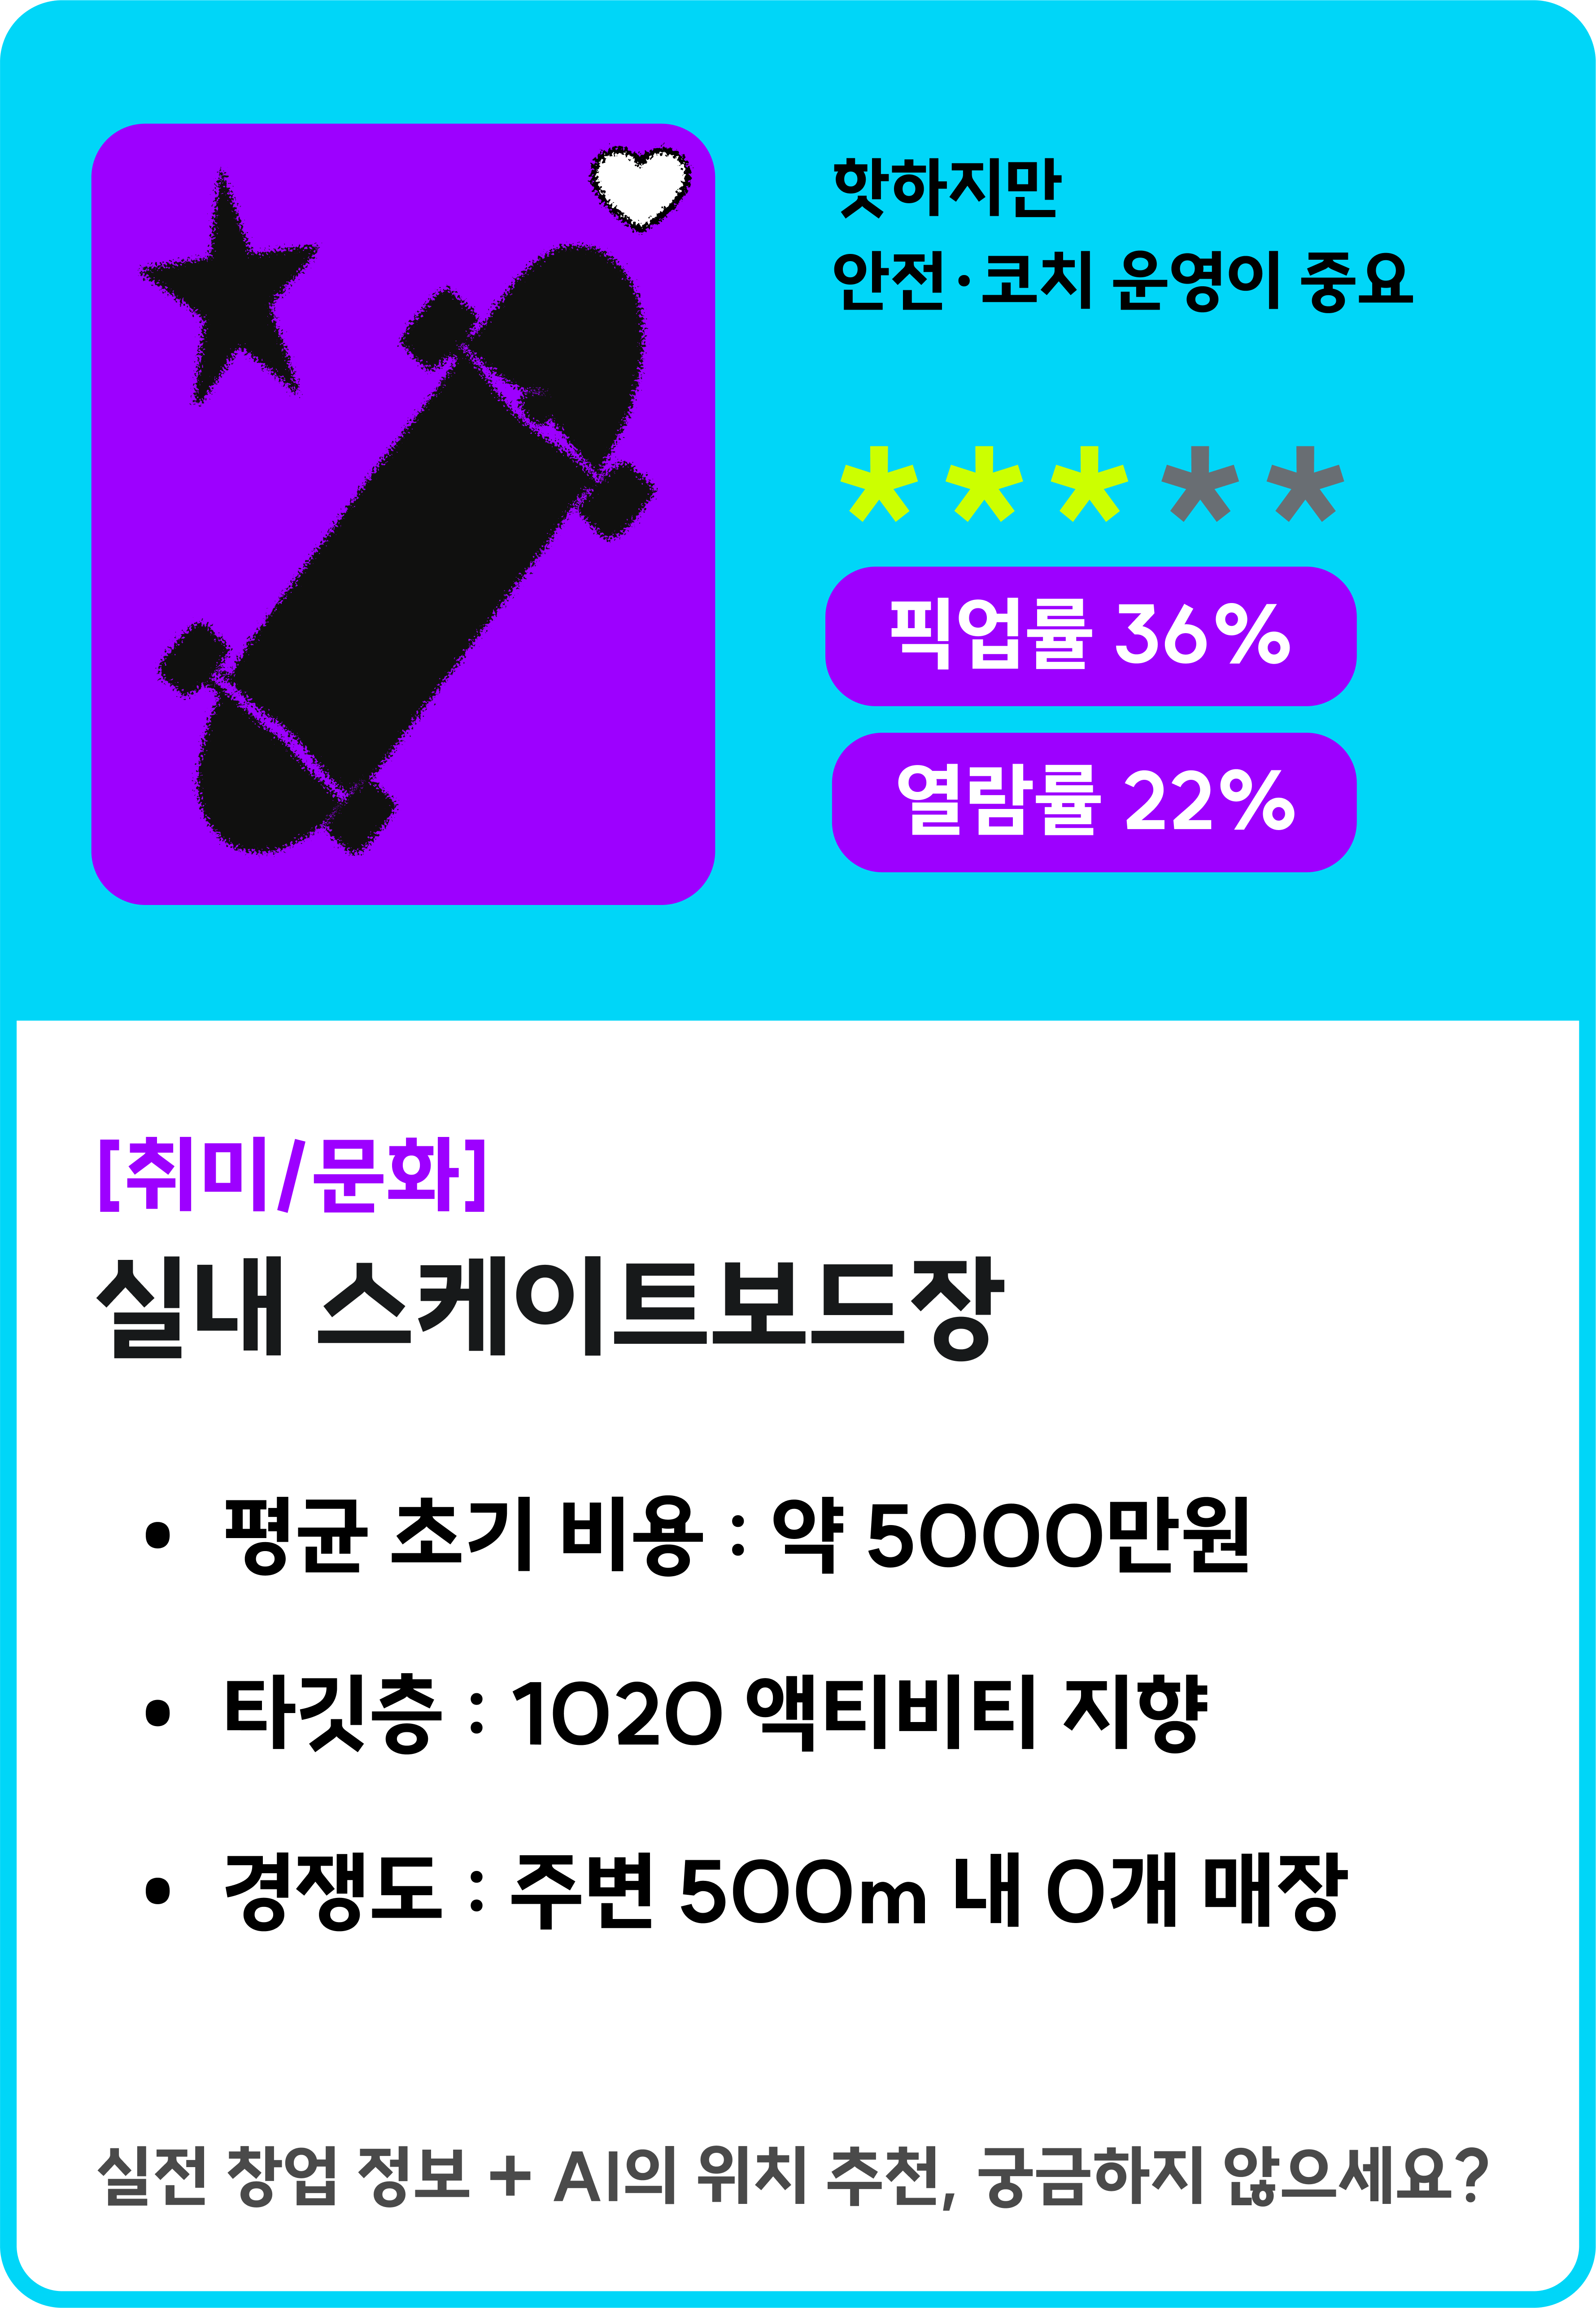 핫하지만
안전·코치 운영이 중요
*****
픽업률 36%
열람률 22%
[취미/문화]
실내 스케이트보드장
• 평균 초기 비용 : 약 5000만원
• 타깃층 : 1020 액티비티 지향
• 경쟁도 : 주변 500m 내 0개 매장
실전 창업 정보 + AI의 위치 추천, 궁금하지 않으세요?